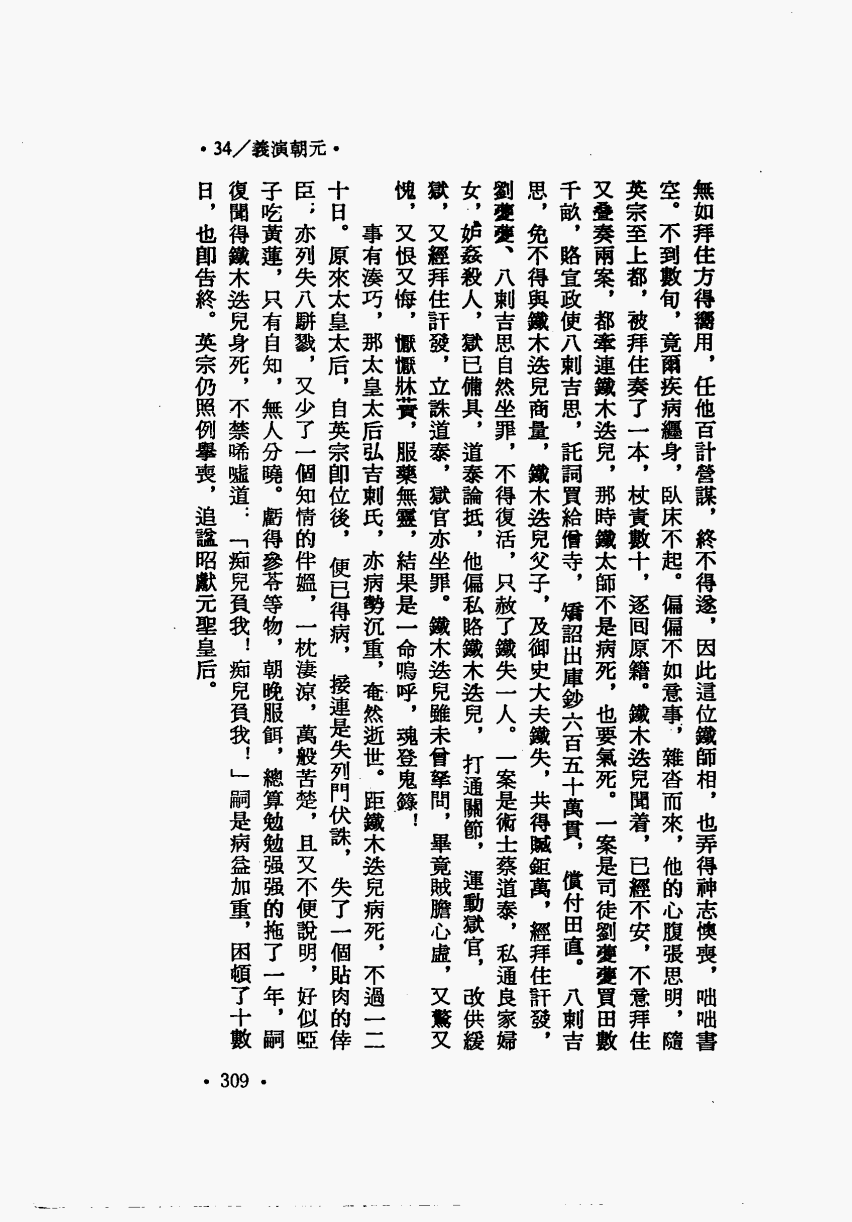 •34／義演朝元•
無如拜住方得嚮用，任他百計營謀，終不得遂，因此這位鐵師相，也弄得神志懊喪，咄咄書
空。不到數旬，竟爾疾病纏身，臥床不起。偏偏不如意事，雜沓而來，他的心腹張思明，隨
英宗至上都，被拜住奏了一本，杖責數十，逐回原籍。鐵木迭兒聞着，已經不安，不意拜住
又疊奏兩案，都牽連鐵木迭兒，那時鐵太師不是病死，也要氣死。一案是司徒劉夔夔買田數
千畝，賂宣政使八剌吉思，託詞買給僧寺，矯詔出庫鈔六百五十萬貫，償付田直。八剌吉
思，免不得與鐵木迭兒商量，鐵木迭兒父子，及御史大夫鐵失，共得贓鉅萬，經拜住訐發，
劉夔夔、八剌吉思自然坐罪，不得復活，只赦了鐵失一人。一案是術士蔡道泰，私通良家婦
女，妒姦殺人，獄已備具，道泰論抵，他偏私賂鐵木迭兒，打通關節，運動獄官，改供緩
獄，又經拜住訐發，立誅道泰，獄官亦坐罪。鐵木迭兒雖未曾拏問，畢竟賊膽心虛，又驚又
愧，又恨又悔，懨懨牀蓐，服藥無靈，結果是一命嗚呼，魂登鬼籙！
事有湊巧，那太皇太后弘吉剌氏，亦病勢沉重，奄然逝世。距鐵木迭兒病死，不過一二
十日。原來太皇太后，自英宗卽位後，便已得病，接連是失列門伏誅，失了一個貼肉的倖
臣；亦列失八駢戮，又少了一個知情的伴媼，一枕淒涼，萬般苦楚，且又不便說明，好似啞
子吃黃蓮，只有自知，無人分曉。虧得參苓等物，朝晚服餌，總算勉勉强强的拖了一年，嗣
復聞得鐵木迭兒身死，不禁唏噓道：「痴兒負我！痴兒負我！」嗣是病益加重，困頓了十數
日，也卽告終。英宗仍照例舉喪，追諡昭獻元聖皇后。
•309•